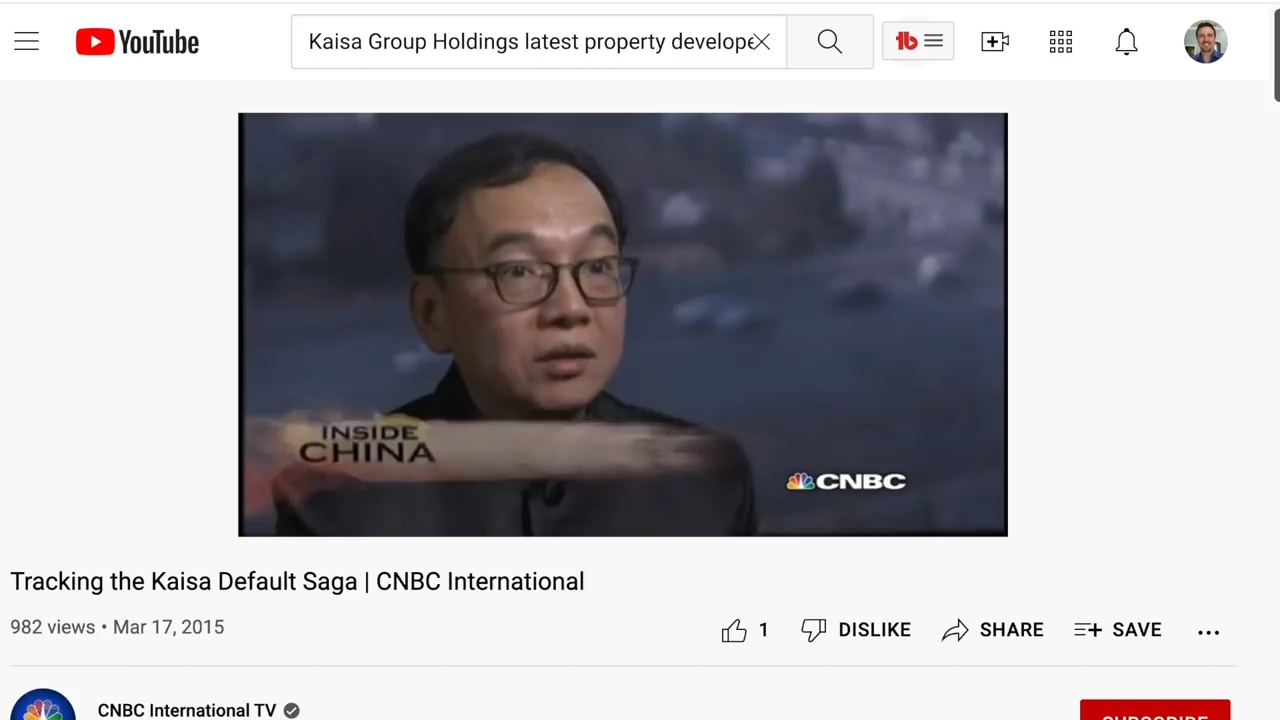 YouTube
Kaisa Group Holdings latest property develope
INSIDE
CHINA
CNBC
Tracking the Kaisa Default Saga | CNBC International
982 views • Mar 17, 2015
1
DISLIKE
SHARE
SAVE
CNBC International TV
SUBSCRIBE